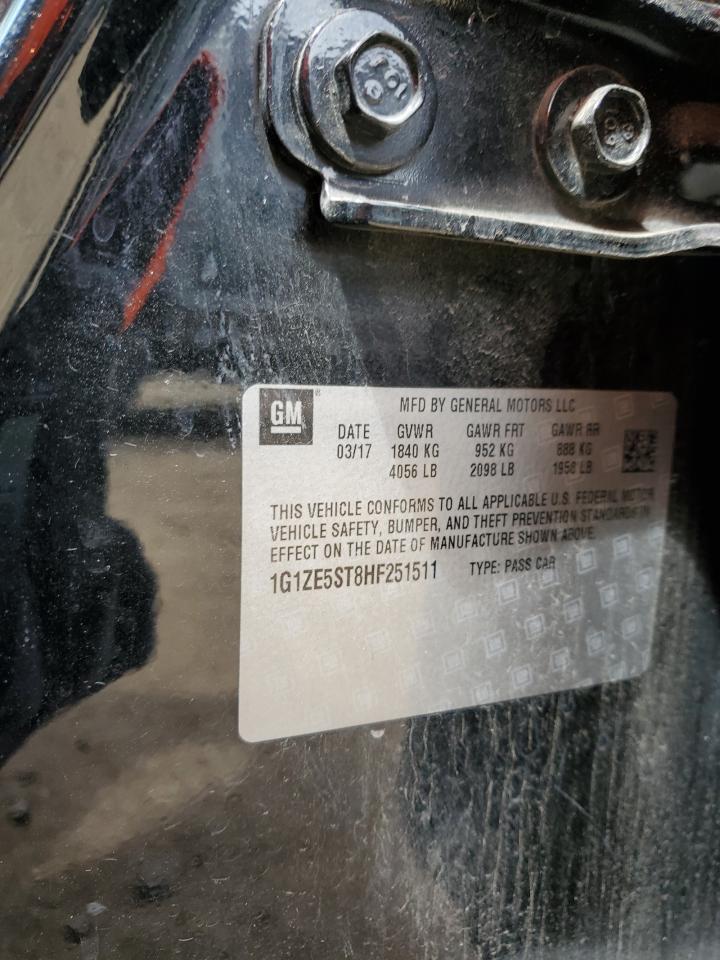 GM
MFD BY GENERAL MOTORS LLC
DATE GVWR GAWR FRT GAWR RR
03/17 1840 KG 952 KG 888 KG
4056 LB 2098 LB 1958 LB
THIS VEHICLE CONFORMS TO ALL APPLICABLE U.S. FEDERAL MOTOR
VEHICLE SAFETY, BUMPER, AND THEFT PREVENTION STANDARDS IN
EFFECT ON THE DATE OF MANUFACTURE SHOWN ABOVE.
1G1ZE5ST8HF251511 TYPE: PASS CAR